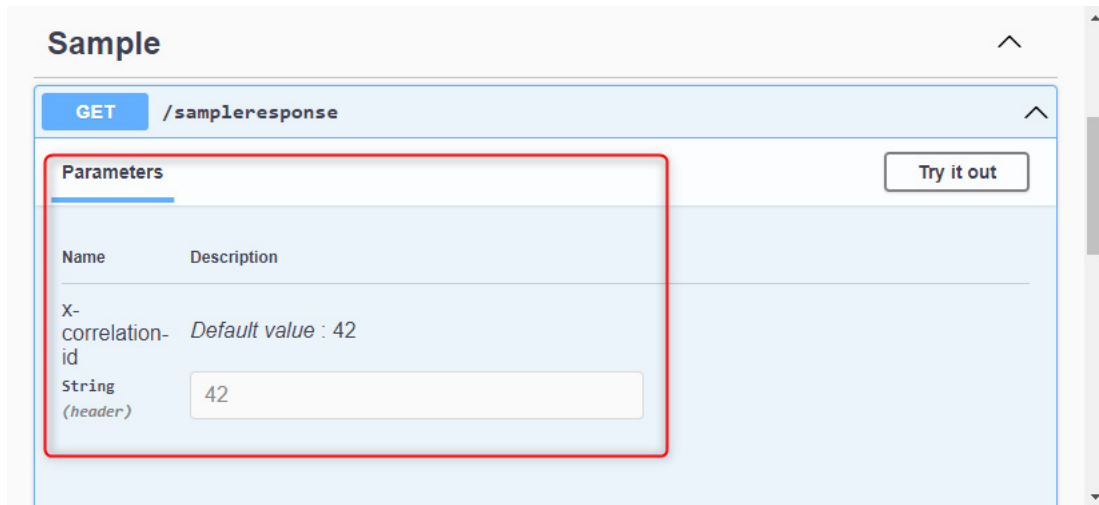 Sample
GET /sampleresponse
Parameters
Try it out
Name Description
x-
correlation-
id
Default value : 42
String
(header)
42